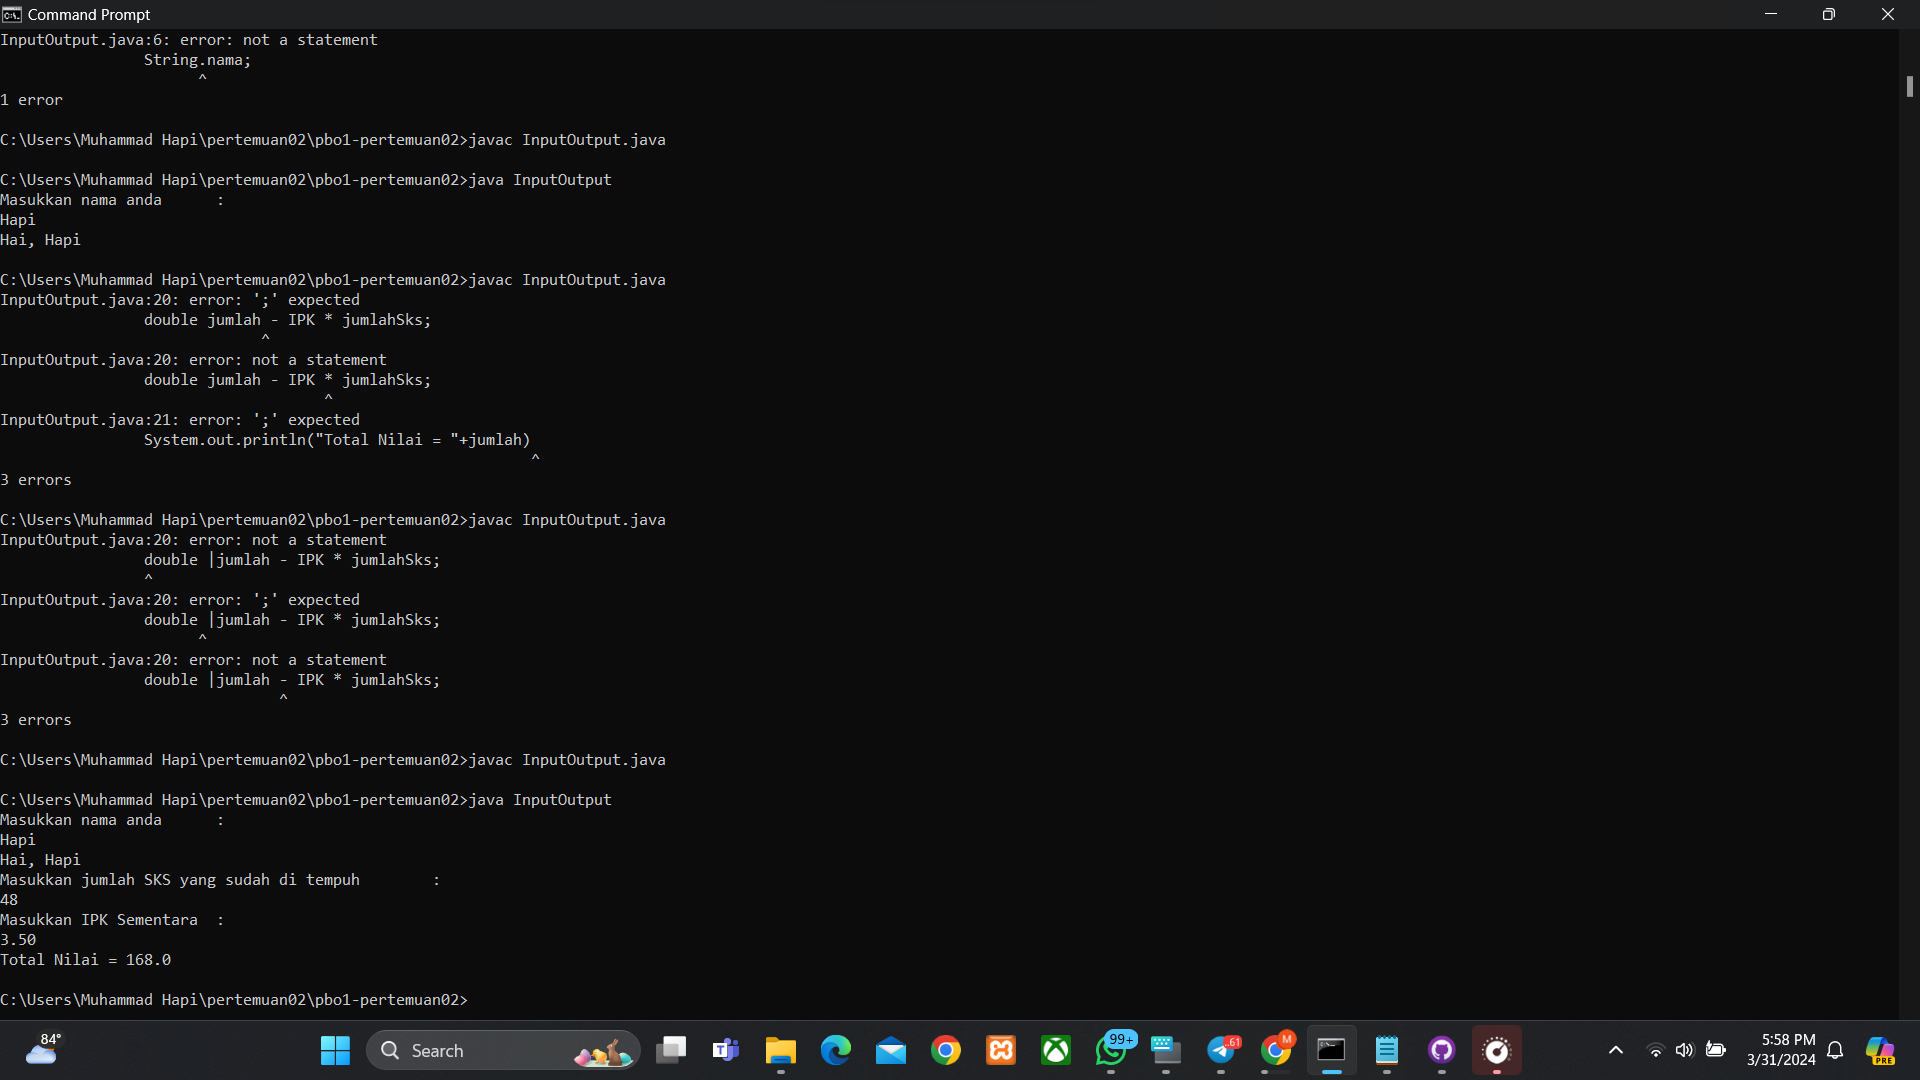 Command Prompt
InputOutput.java:6: error: not a statement
                String.nama;
                      ^
1 error

C:\Users\Muhammad Hapi\pertemuan02\pbo1-pertemuan02>javac InputOutput.java

C:\Users\Muhammad Hapi\pertemuan02\pbo1-pertemuan02>java InputOutput
Masukkan nama anda      :
Hapi
Hai, Hapi

C:\Users\Muhammad Hapi\pertemuan02\pbo1-pertemuan02>javac InputOutput.java
InputOutput.java:20: error: ';' expected
                double jumlah - IPK * jumlahSks;
                             ^
InputOutput.java:20: error: not a statement
                double jumlah - IPK * jumlahSks;
                                    ^
InputOutput.java:21: error: ';' expected
                System.out.println("Total Nilai = "+jumlah)
                                                           ^
3 errors

C:\Users\Muhammad Hapi\pertemuan02\pbo1-pertemuan02>javac InputOutput.java
InputOutput.java:20: error: not a statement
                double |jumlah - IPK * jumlahSks;
                ^
InputOutput.java:20: error: ';' expected
                double |jumlah - IPK * jumlahSks;
                      ^
InputOutput.java:20: error: not a statement
                double |jumlah - IPK * jumlahSks;
                               ^
3 errors

C:\Users\Muhammad Hapi\pertemuan02\pbo1-pertemuan02>javac InputOutput.java

C:\Users\Muhammad Hapi\pertemuan02\pbo1-pertemuan02>java InputOutput
Masukkan nama anda      :
Hapi
Hai, Hapi
Masukkan jumlah SKS yang sudah di tempuh        :
48
Masukkan IPK Sementara  :
3.50
Total Nilai = 168.0

C:\Users\Muhammad Hapi\pertemuan02\pbo1-pertemuan02>
84°
Search
99+
.61
M
5:58 PM
3/31/2024
PRE